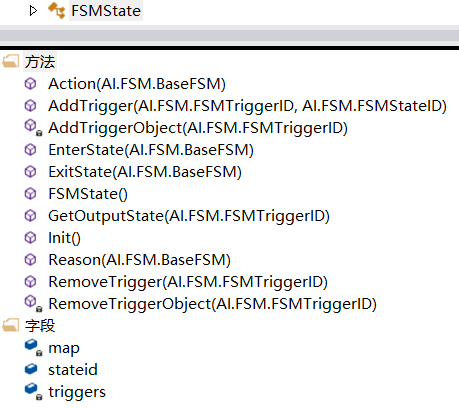 FSMState
方法
Action(AI.FSM.BaseFSM)
AddTrigger(AI.FSM.FSMTriggerID, AI.FSM.FSMStateID)
AddTriggerObject(AI.FSM.FSMTriggerID)
EnterState(AI.FSM.BaseFSM)
ExitState(AI.FSM.BaseFSM)
FSMState()
GetOutputState(AI.FSM.FSMTriggerID)
Init()
Reason(AI.FSM.BaseFSM)
RemoveTrigger(AI.FSM.FSMTriggerID)
RemoveTriggerObject(AI.FSM.FSMTriggerID)
字段
map
stateid
triggers